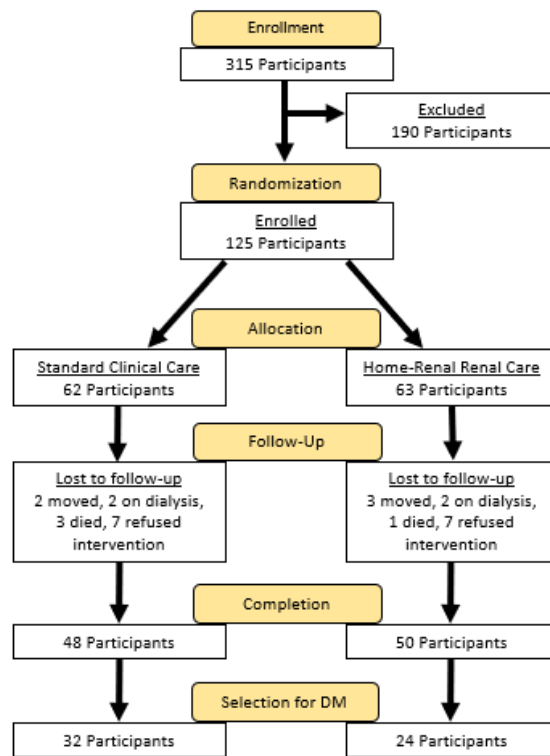 Enrollment
315 Participants
Excluded
190 Participants
Randomization
Enrolled
125 Participants
Allocation
Standard Clinical Care
62 Participants
Home-Renal Renal Care
63 Participants
Follow-Up
Lost to follow-up
2 moved, 2 on dialysis,
3 died, 7 refused
intervention
Lost to follow-up
3 moved, 2 on dialysis,
1 died, 7 refused
intervention
Completion
48 Participants
50 Participants
Selection for DM
32 Participants
24 Participants